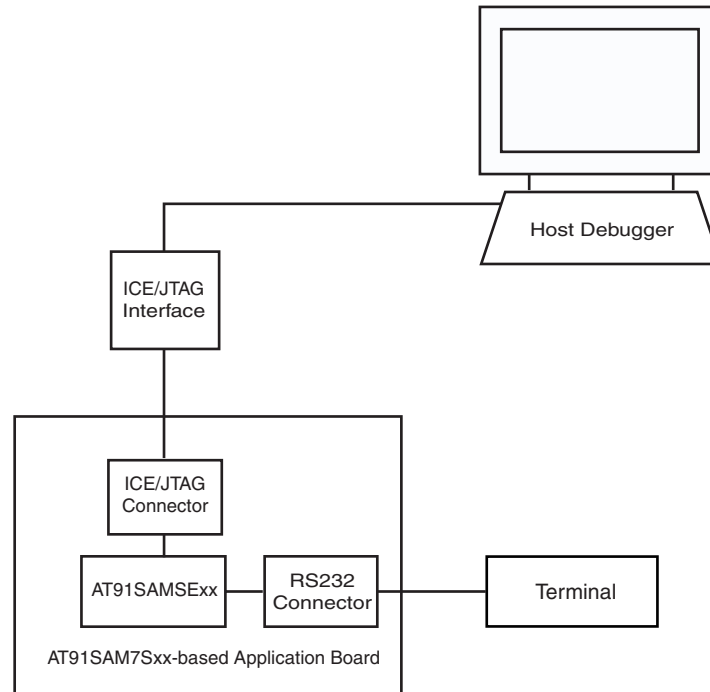 Host Debugger
ICE/JTAG
Interface
ICE/JTAG
Connector
AT91SAMSExx
RS232
Connector
Terminal
AT91SAM7Sxx-based Application Board